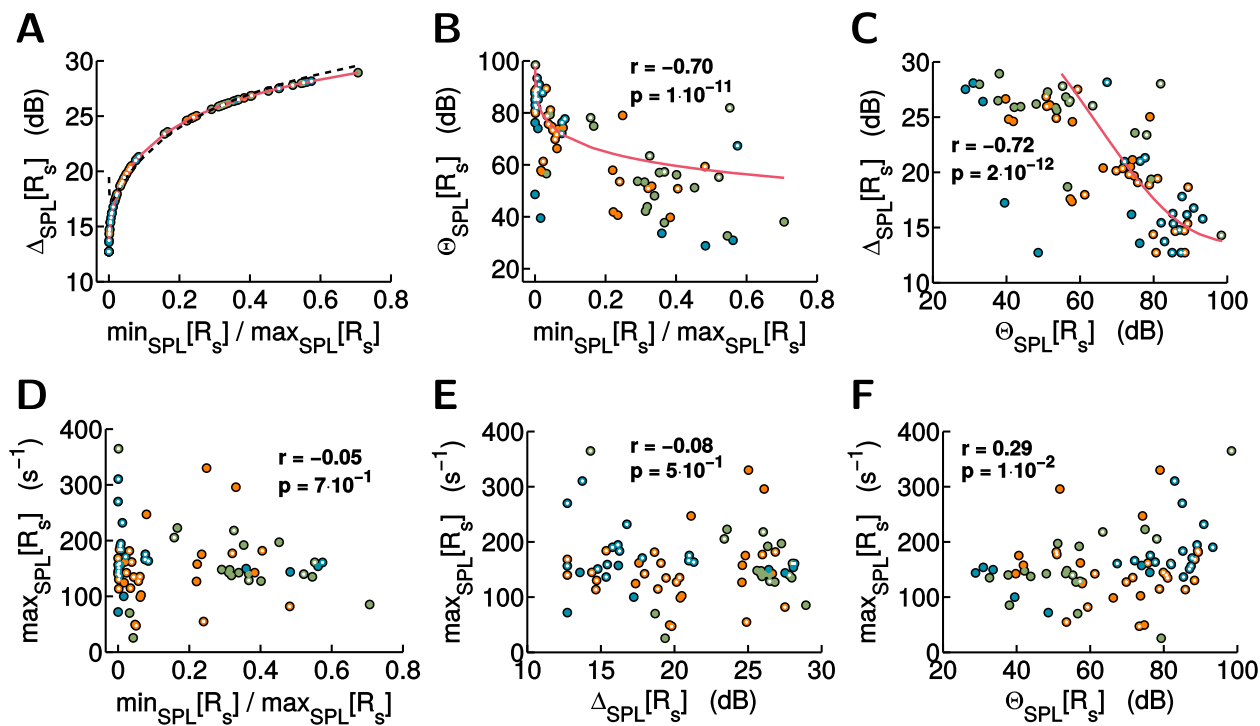 A
Δ_SPL[R_s] (dB)
30
25
20
15
10
0
0.2
0.4
0.6
0.8
min_SPL[R_s] / max_SPL[R_s]
B
Θ_SPL[R_s] (dB)
100
80
60
40
20
r = −0.70
p = 1·10^−11
0
0.2
0.4
0.6
0.8
min_SPL[R_s] / max_SPL[R_s]
C
Δ_SPL[R_s] (dB)
30
25
20
15
10
r = −0.72
p = 2·10^−12
20
40
60
80
100
Θ_SPL[R_s] (dB)
D
max_SPL[R_s] (s^−1)
400
300
200
100
0
r = −0.05
p = 7·10^−1
0
0.2
0.4
0.6
0.8
min_SPL[R_s] / max_SPL[R_s]
E
max_SPL[R_s] (s^−1)
400
300
200
100
0
r = −0.08
p = 5·10^−1
10
15
20
25
30
Δ_SPL[R_s] (dB)
F
max_SPL[R_s] (s^−1)
400
300
200
100
0
r = 0.29
p = 1·10^−2
20
40
60
80
100
Θ_SPL[R_s] (dB)